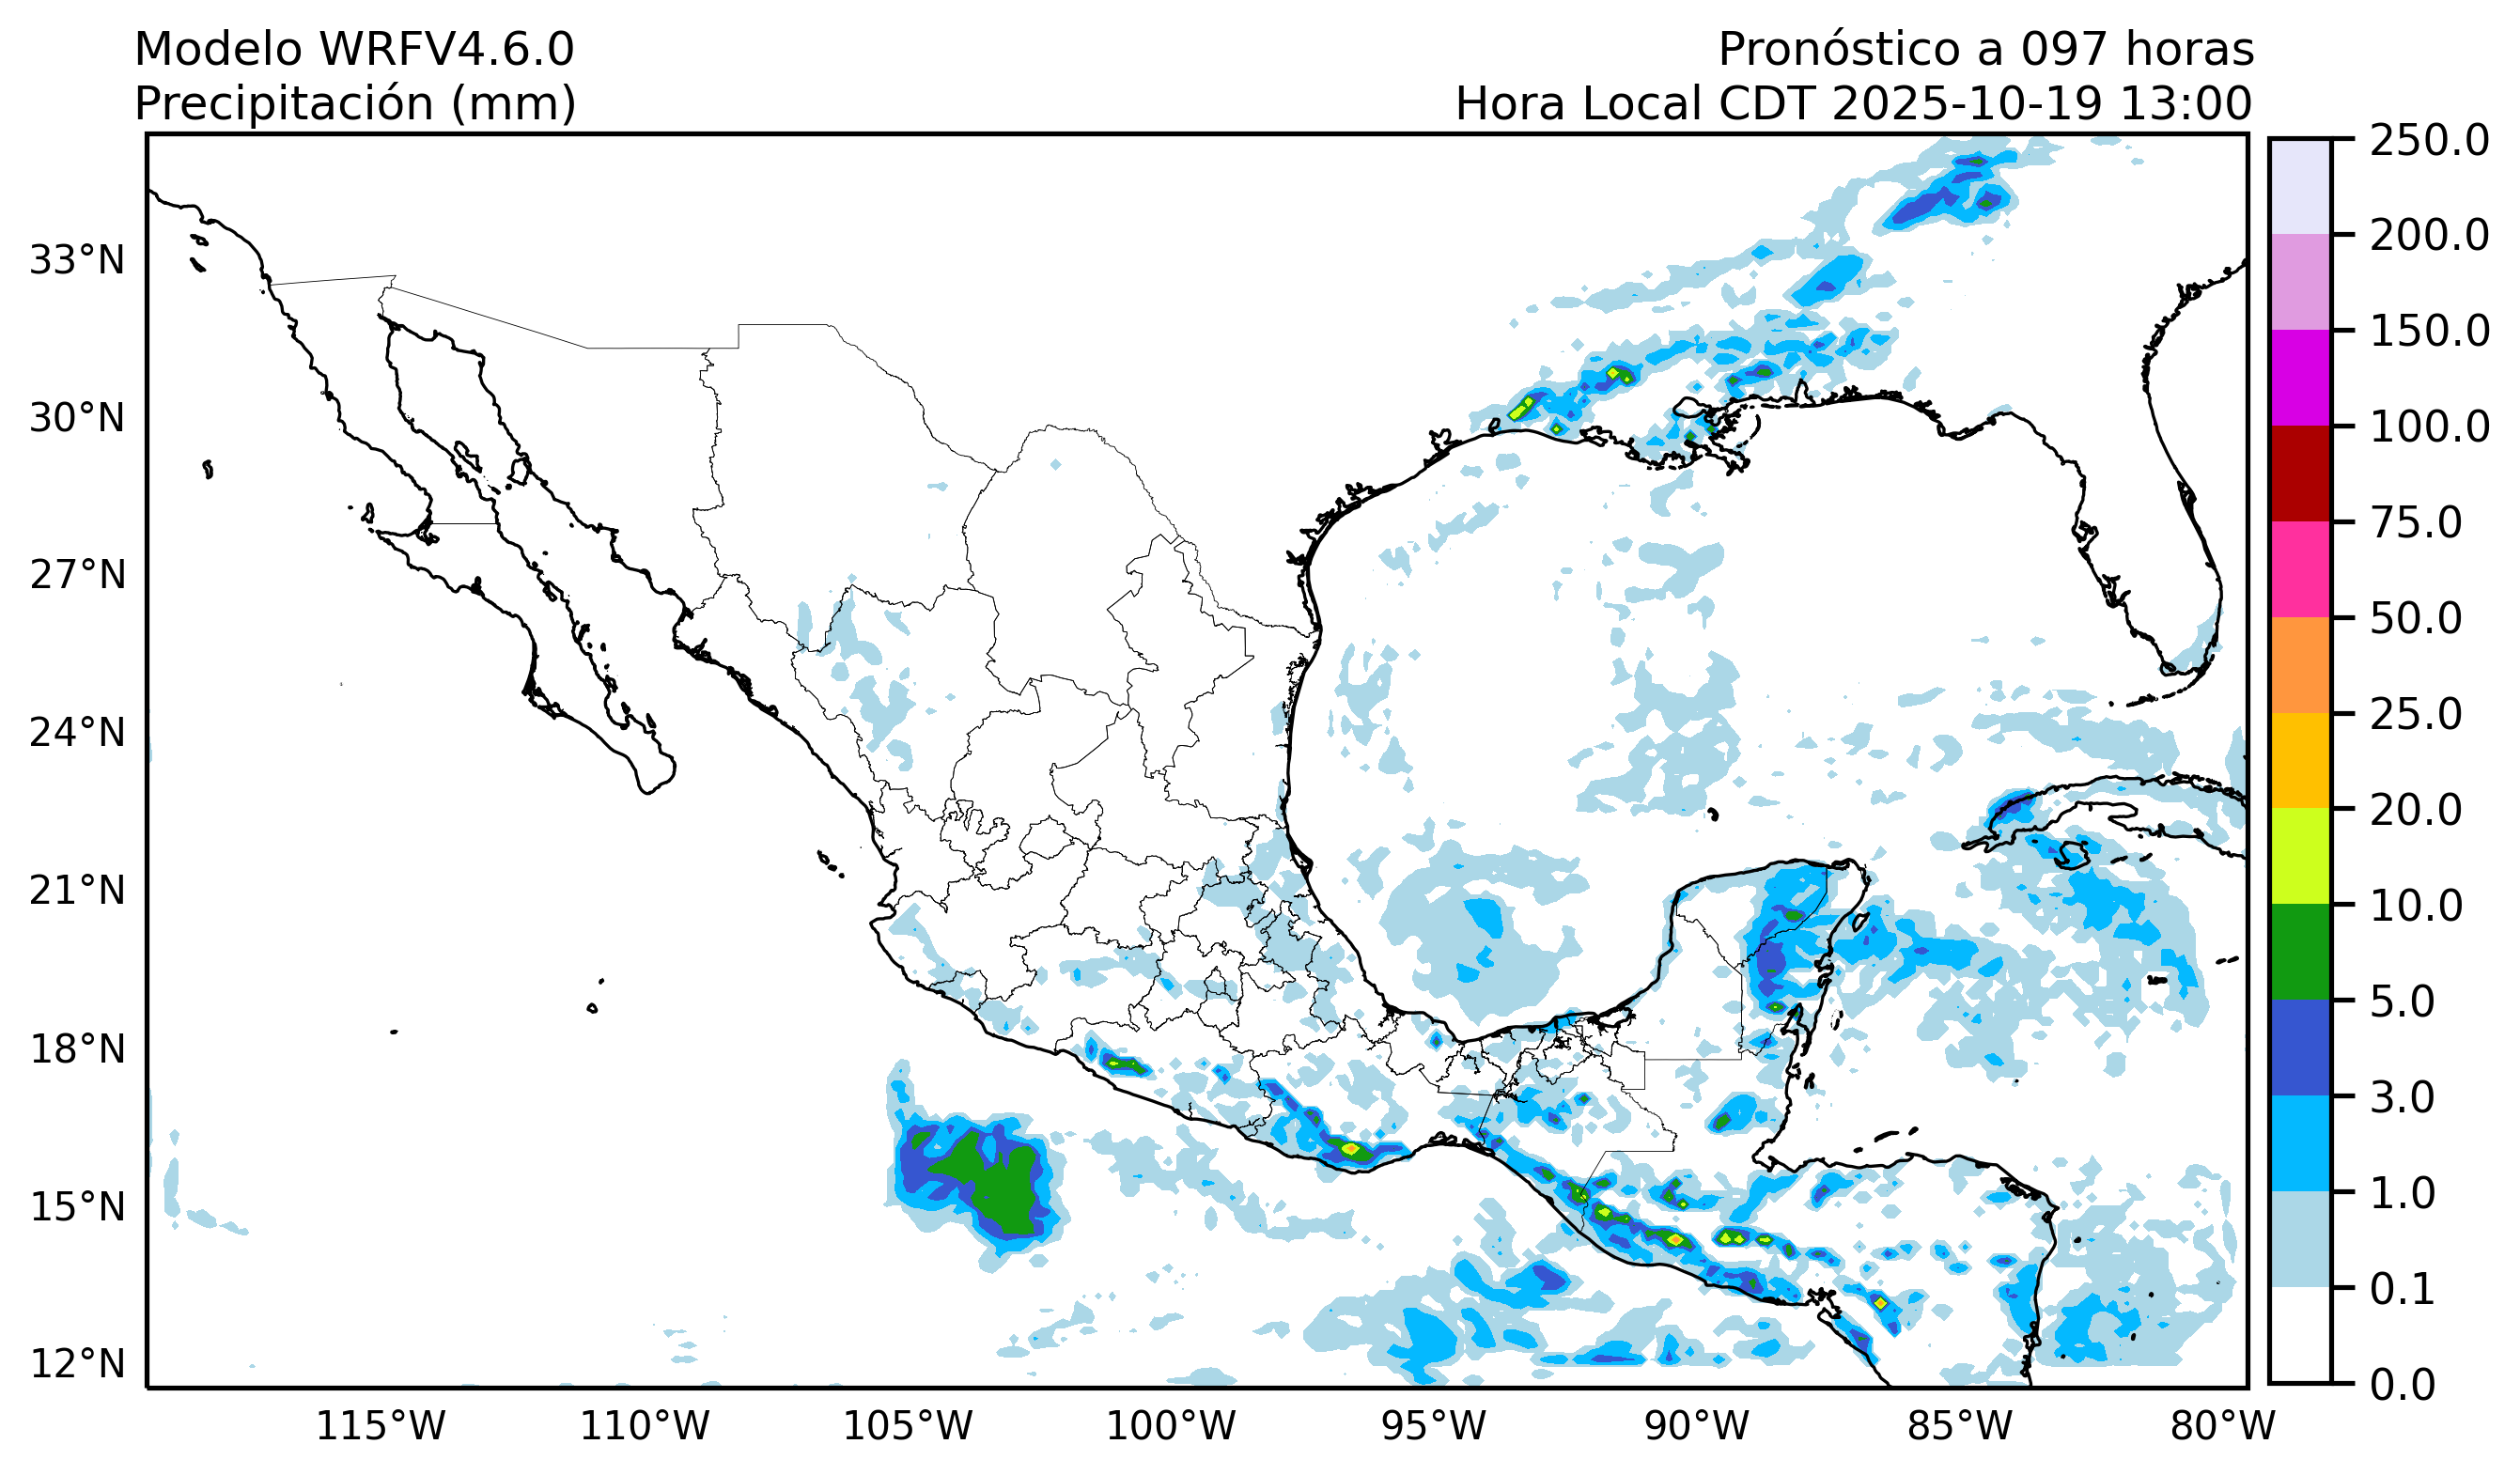 Modelo WRFV4.6.0
Precipitación (mm)
Pronóstico a 097 horas
Hora Local CDT 2025-10-19 13:00
33°N
30°N
27°N
24°N
21°N
18°N
15°N
12°N
115°W
110°W
105°W
100°W
95°W
90°W
85°W
80°W
250.0
200.0
150.0
100.0
75.0
50.0
25.0
20.0
10.0
5.0
3.0
1.0
0.1
0.0